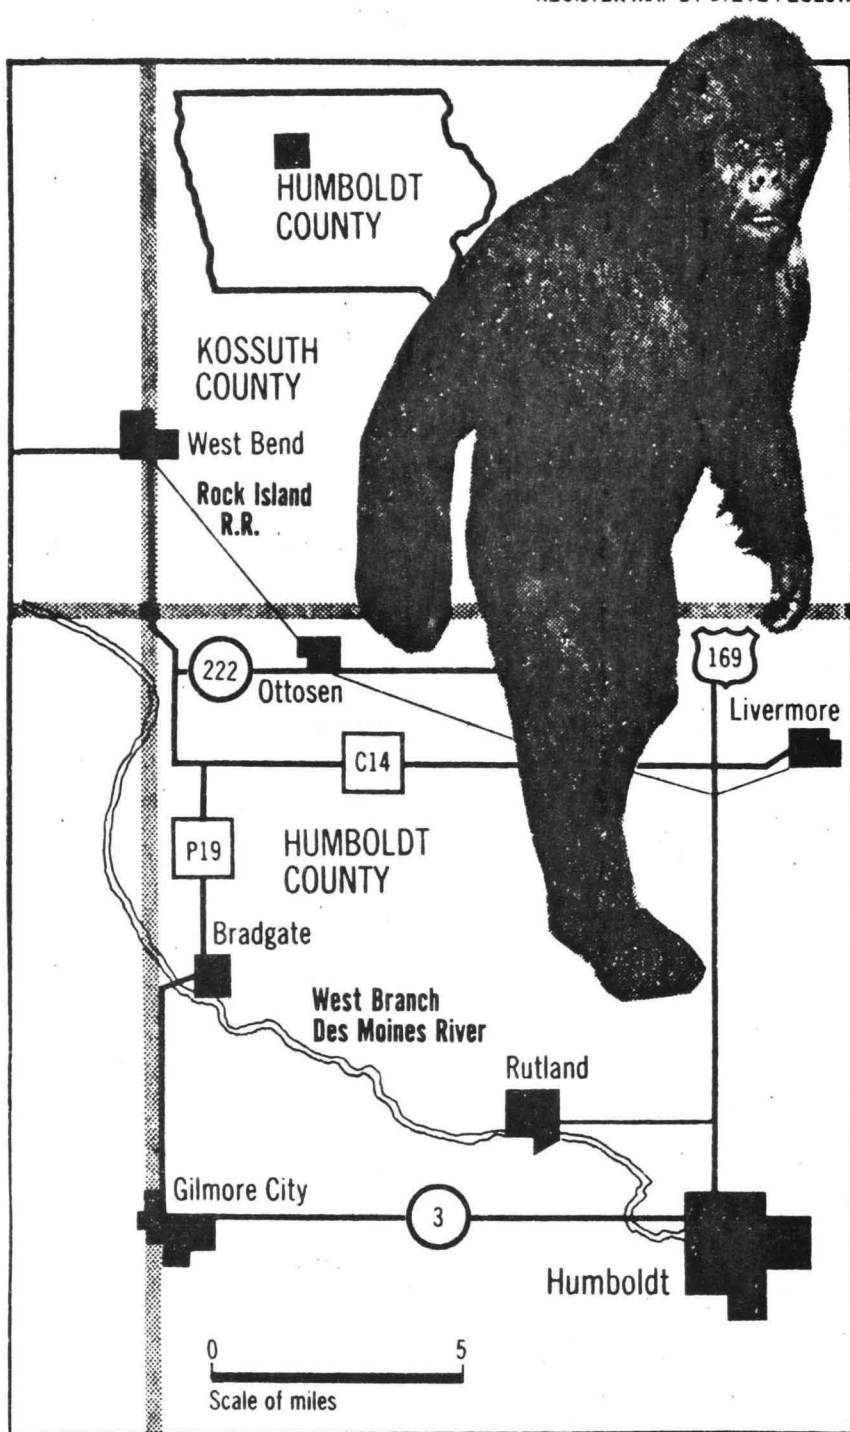 HUMBOLDT
COUNTY
KOSSUTH
COUNTY
West Bend
Rock Island
R.R.
222
Ottosen
169
Livermore
C14
P19
HUMBOLDT
COUNTY
Bradgate
West Branch
Des Moines River
Rutland
Gilmore City
3
Humboldt
0 5
Scale of miles